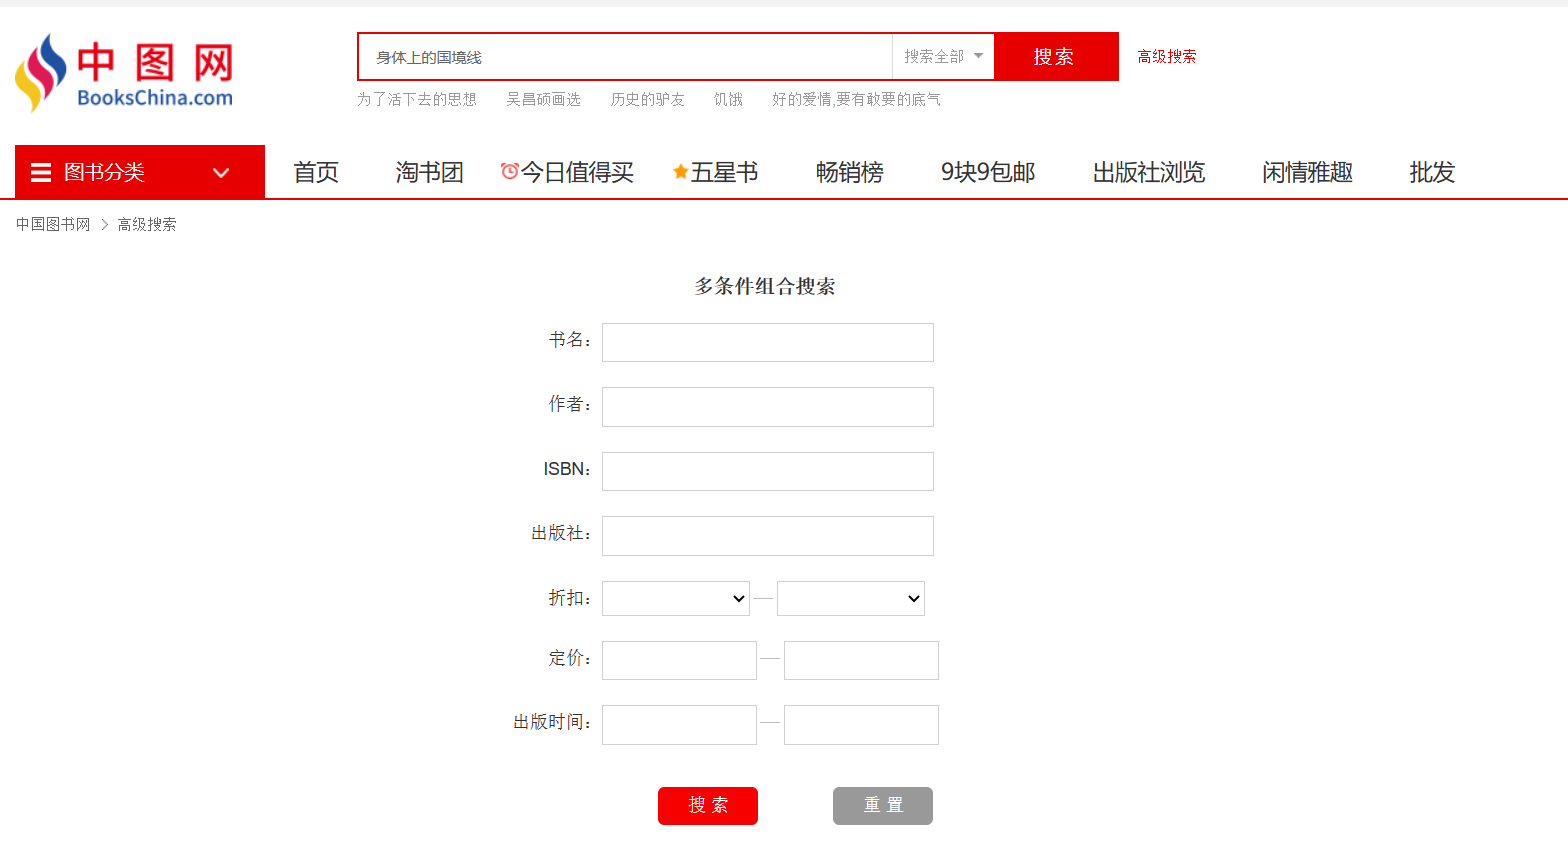 中图网
BooksChina.com
身体上的国境线 搜索全部 搜索 高级搜索
为了活下去的思想 吴昌硕画选 历史的驴友 饥饿 好的爱情,要有敢要的底气
图书分类 首页 淘书团 今日值得买 五星书 畅销榜 9块9包邮 出版社浏览 闲情雅趣 批发
中国图书网 > 高级搜索
多条件组合搜索
书名：
作者：
ISBN：
出版社：
折扣： —
定价： —
出版时间： —
搜 索 重 置